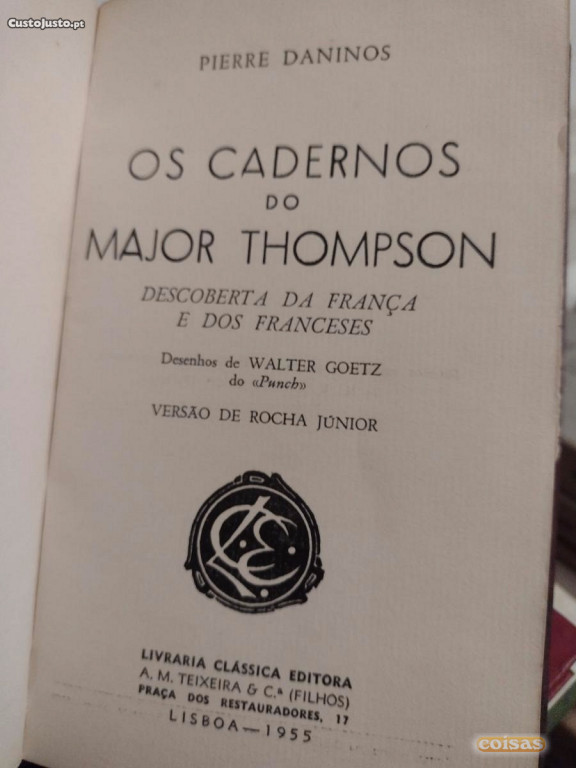 CustoJusto.pt
PIERRE DANINOS
OS CADERNOS
DO
MAJOR THOMPSON
DESCOBERTA DA FRANÇA
E DOS FRANCESES
Desenhos de WALTER GOETZ
do «Punch»
VERSÃO DE ROCHA JÚNIOR
LCE
LIVRARIA CLÁSSICA EDITORA
A. M. TEIXEIRA & C.ª (FILHOS)
PRAÇA DOS RESTAURADORES, 17
LISBOA—1955
coisas